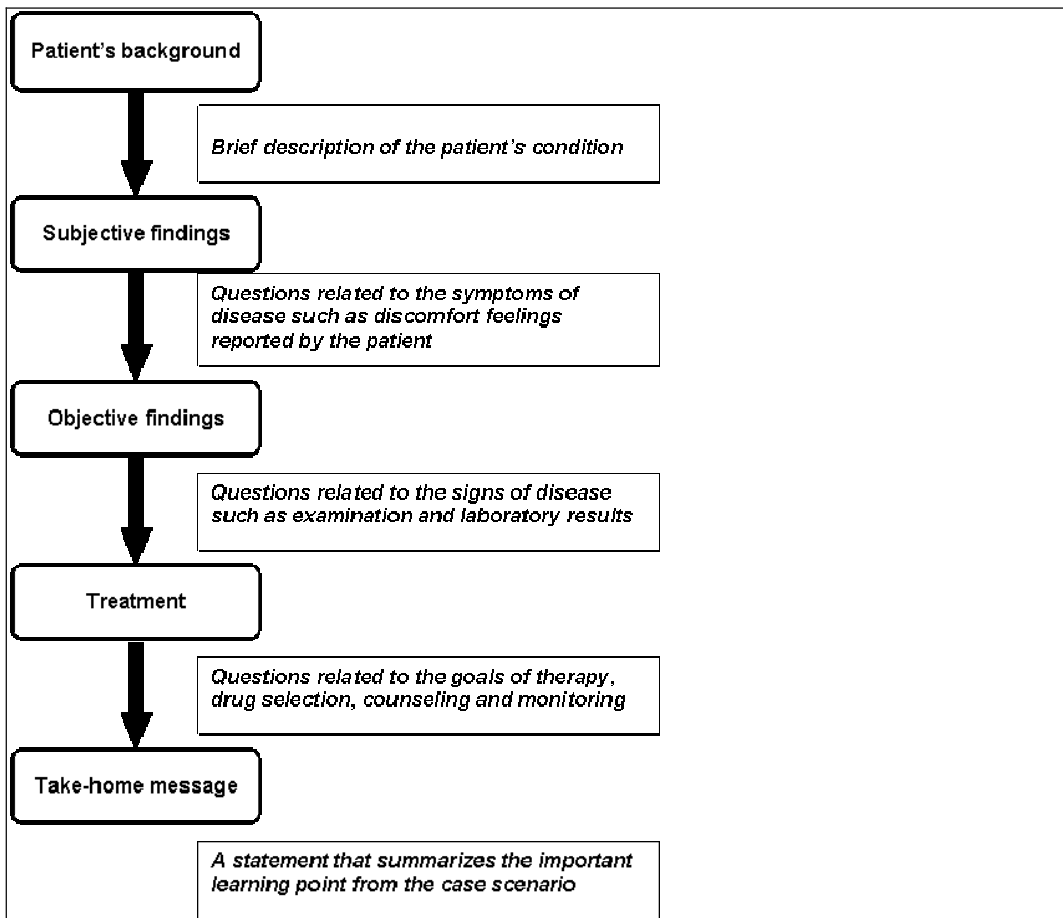 Patient's background
Brief description of the patient's condition
Subjective findings
Questions related to the symptoms of
disease such as discomfort feelings
reported by the patient
Objective findings
Questions related to the signs of disease
such as examination and laboratory results
Treatment
Questions related to the goals of therapy,
drug selection, counseling and monitoring
Take-home message
A statement that summarizes the important
learning point from the case scenario